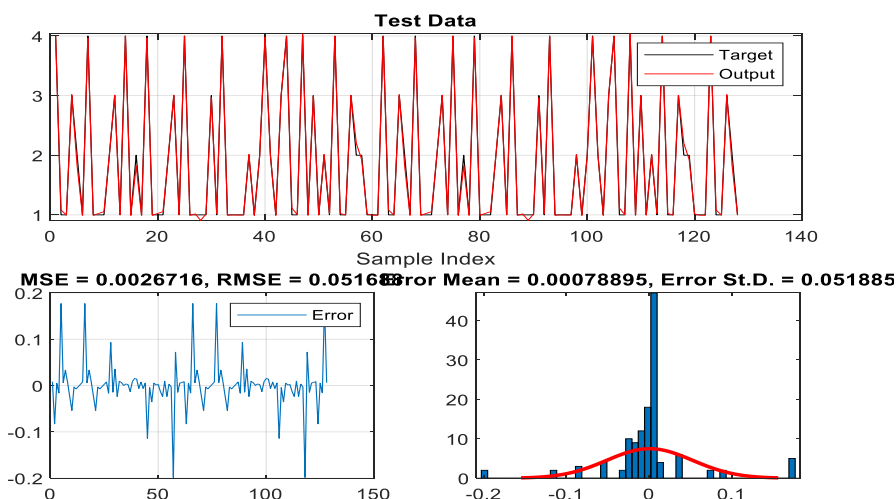 Test Data
4
3
2
1
Target
Output
0 20 40 60 80 100 120 140
Sample Index
MSE = 0.0026716, RMSE = 0.051688
Error Mean = 0.00078895, Error St.D. = 0.051885
0.2
0.1
0
-0.1
-0.2
Error
0 50 100 150
40
30
20
10
0
-0.2 -0.1 0 0.1